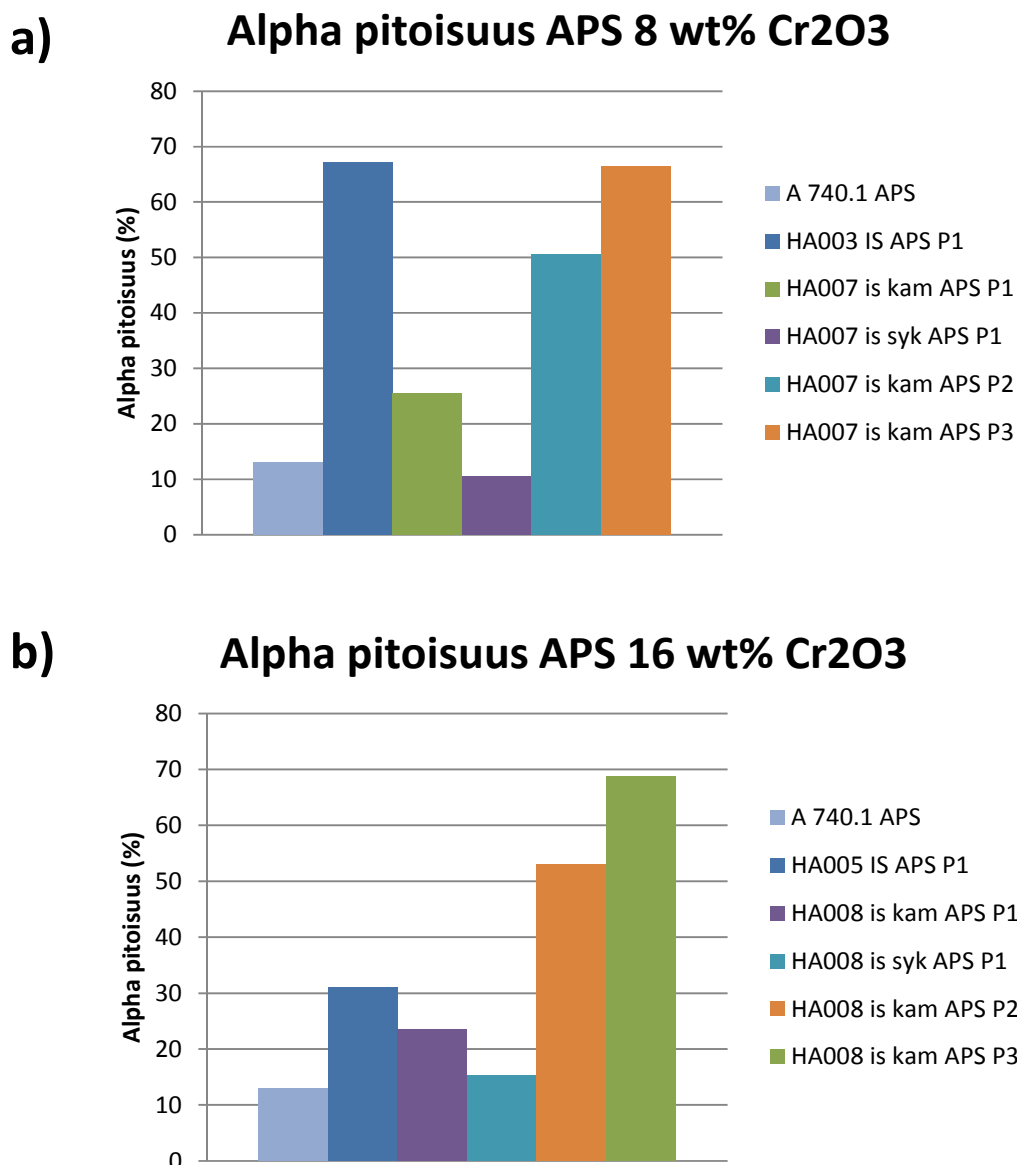 a)
Alpha pitoisuus APS 8 wt% Cr2O3
80
70
60
50
40
30
20
10
0
Alpha pitoisuus (%)
A 740.1 APS
HA003 IS APS P1
HA007 is kam APS P1
HA007 is syk APS P1
HA007 is kam APS P2
HA007 is kam APS P3
b)
Alpha pitoisuus APS 16 wt% Cr2O3
80
70
60
50
40
30
20
10
0
Alpha pitoisuus (%)
A 740.1 APS
HA005 IS APS P1
HA008 is kam APS P1
HA008 is syk APS P1
HA008 is kam APS P2
HA008 is kam APS P3